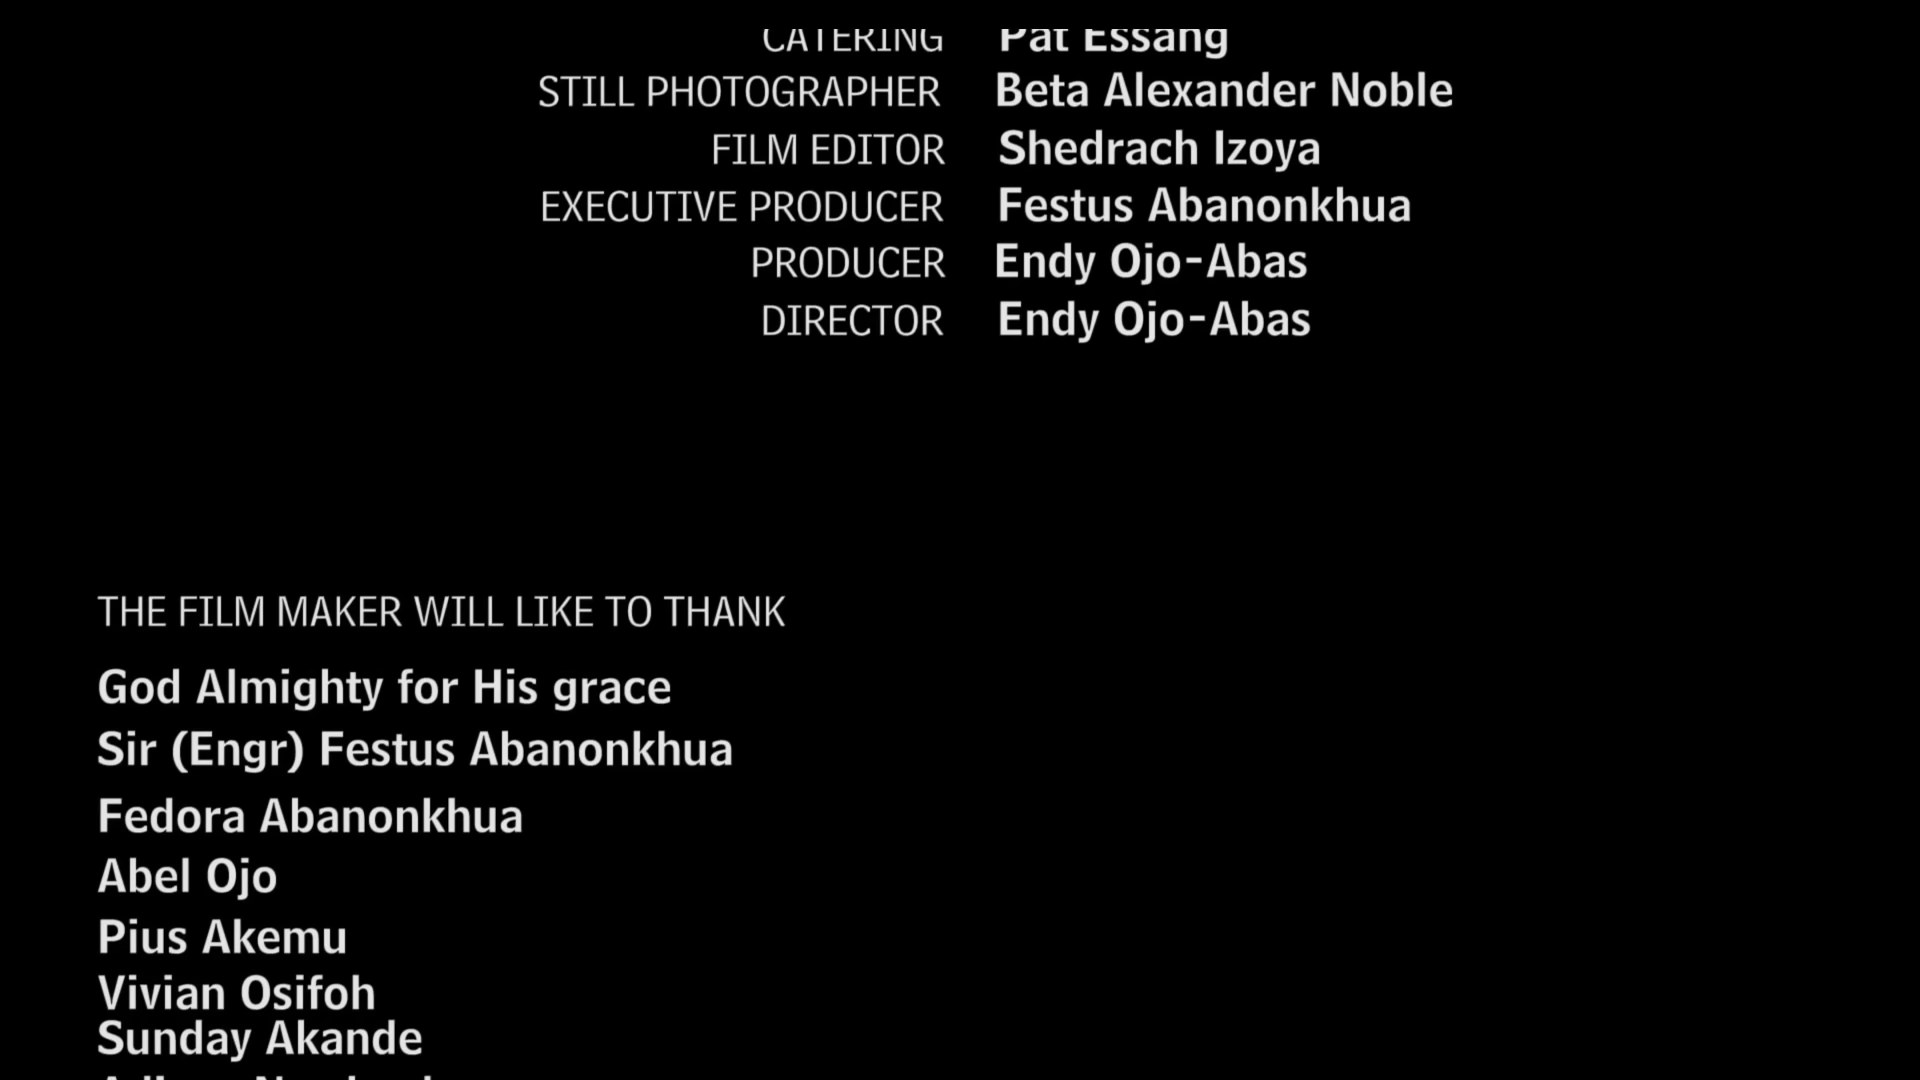 CATERING Pat Essang
STILL PHOTOGRAPHER Beta Alexander Noble
FILM EDITOR Shedrach Izoya
EXECUTIVE PRODUCER Festus Abanonkhua
PRODUCER Endy Ojo-Abas
DIRECTOR Endy Ojo-Abas
THE FILM MAKER WILL LIKE TO THANK
God Almighty for His grace
Sir (Engr) Festus Abanonkhua
Fedora Abanonkhua
Abel Ojo
Pius Akemu
Vivian Osifoh
Sunday Akande